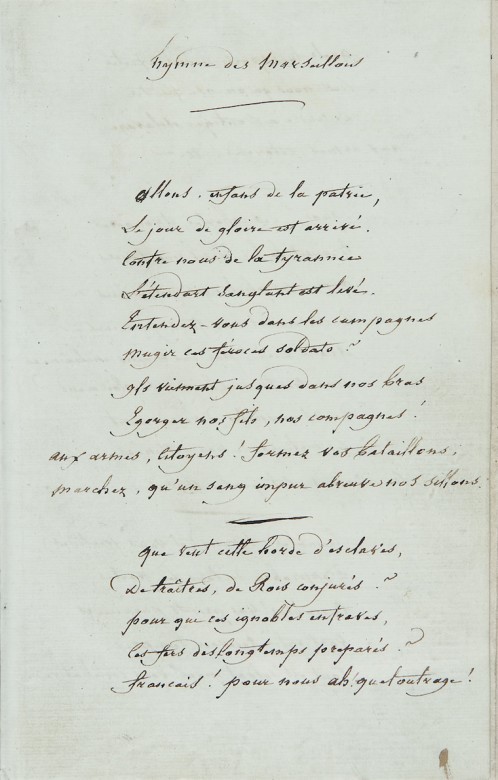 hymne des Marseillois
Allons, enfans de la patrie,
Le jour de gloire est arrivé.
Contre nous de la tyrannie
L'étendart sanglant est levé.
Entendez-vous dans les campagnes
Mugir ces féroces soldats ?
Ils viennent jusques dans nos bras
Egorger nos fils, nos compagnes !
aux armes, Citoyens ! formez vos bataillons,
marchez, qu'un sang impur abreuve nos sillons.
que veut cette horde d'esclaves,
De traîtres, de Rois conjurés ?
pour qui ces ignobles entraves,
Ces fers dès longtemps preparés ?
français ! pour nous ah ! quel outrage !